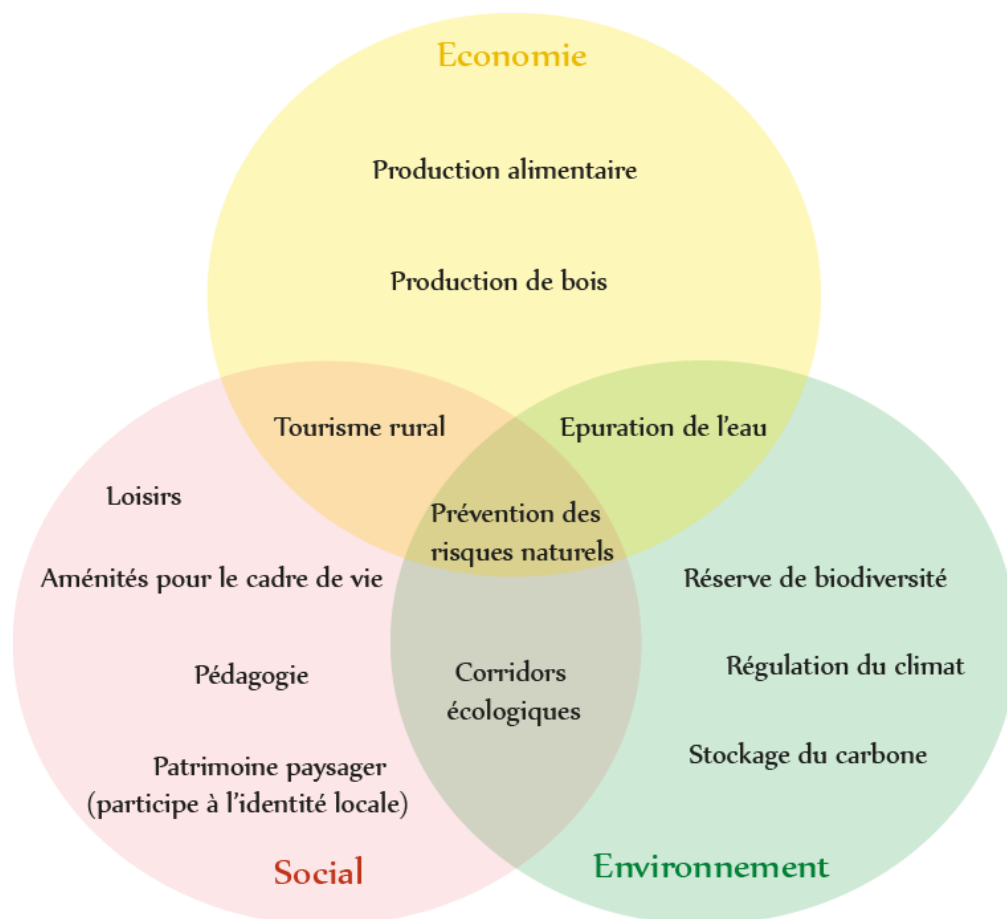 Economie
Production alimentaire
Production de bois
Tourisme rural
Epuration de l'eau
Loisirs
Prévention des
risques naturels
Aménités pour le cadre de vie
Réserve de biodiversité
Pédagogie
Corridors
écologiques
Régulation du climat
Stockage du carbone
Patrimoine paysager
(participe à l'identité locale)
Social
Environnement